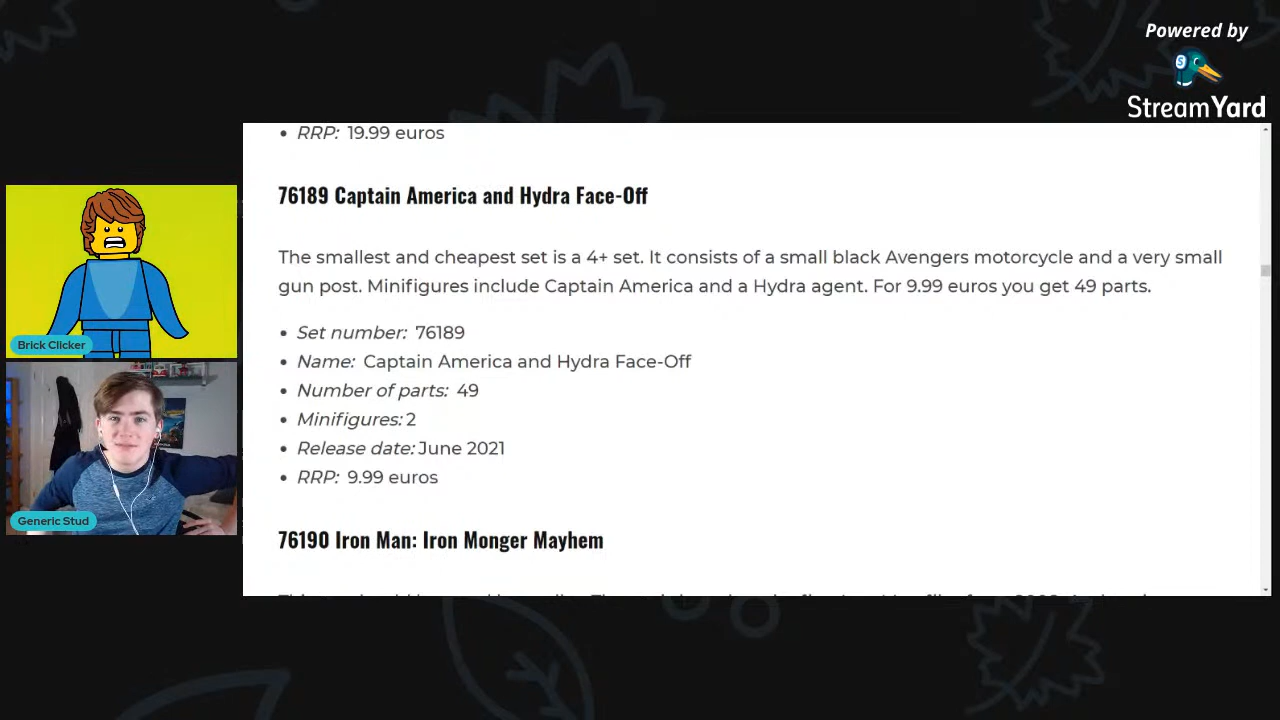 Powered by
StreamYard
• RRP: 19.99 euros
76189 Captain America and Hydra Face-Off
The smallest and cheapest set is a 4+ set. It consists of a small black Avengers motorcycle and a very small
gun post. Minifigures include Captain America and a Hydra agent. For 9.99 euros you get 49 parts.
• Set number: 76189
• Name: Captain America and Hydra Face-Off
• Number of parts: 49
• Minifigures: 2
• Release date: June 2021
• RRP: 9.99 euros
76190 Iron Man: Iron Monger Mayhem
Brick Clicker
Generic Stud